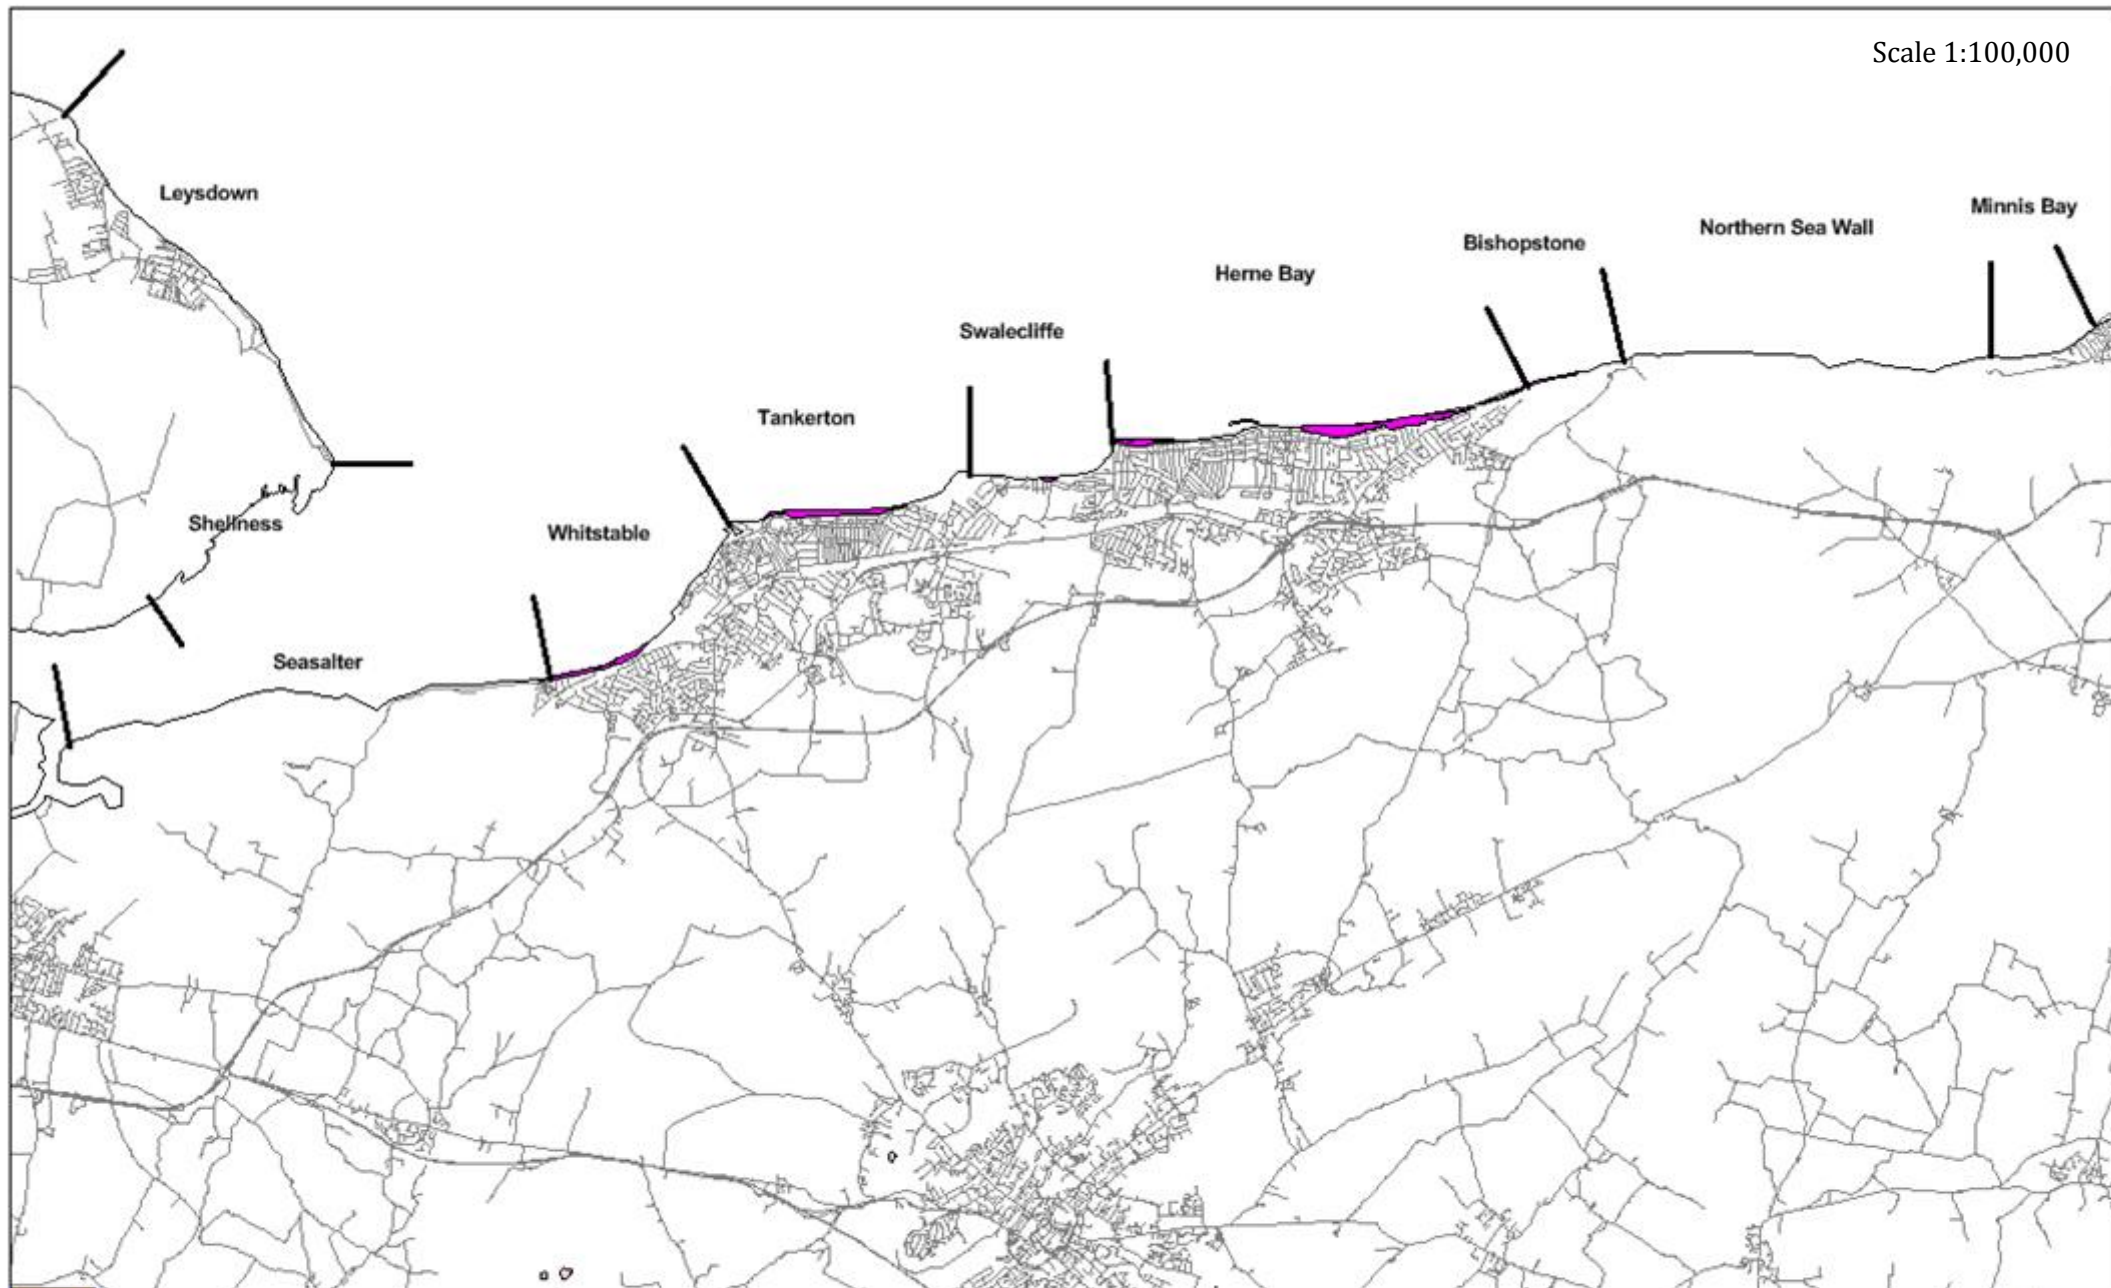 Scale 1:100,000
Leysdown
Minnis Bay
Northern Sea Wall
Bishopstone
Herne Bay
Swalecliffe
Tankerton
Shellness
Whitstable
Seasalter